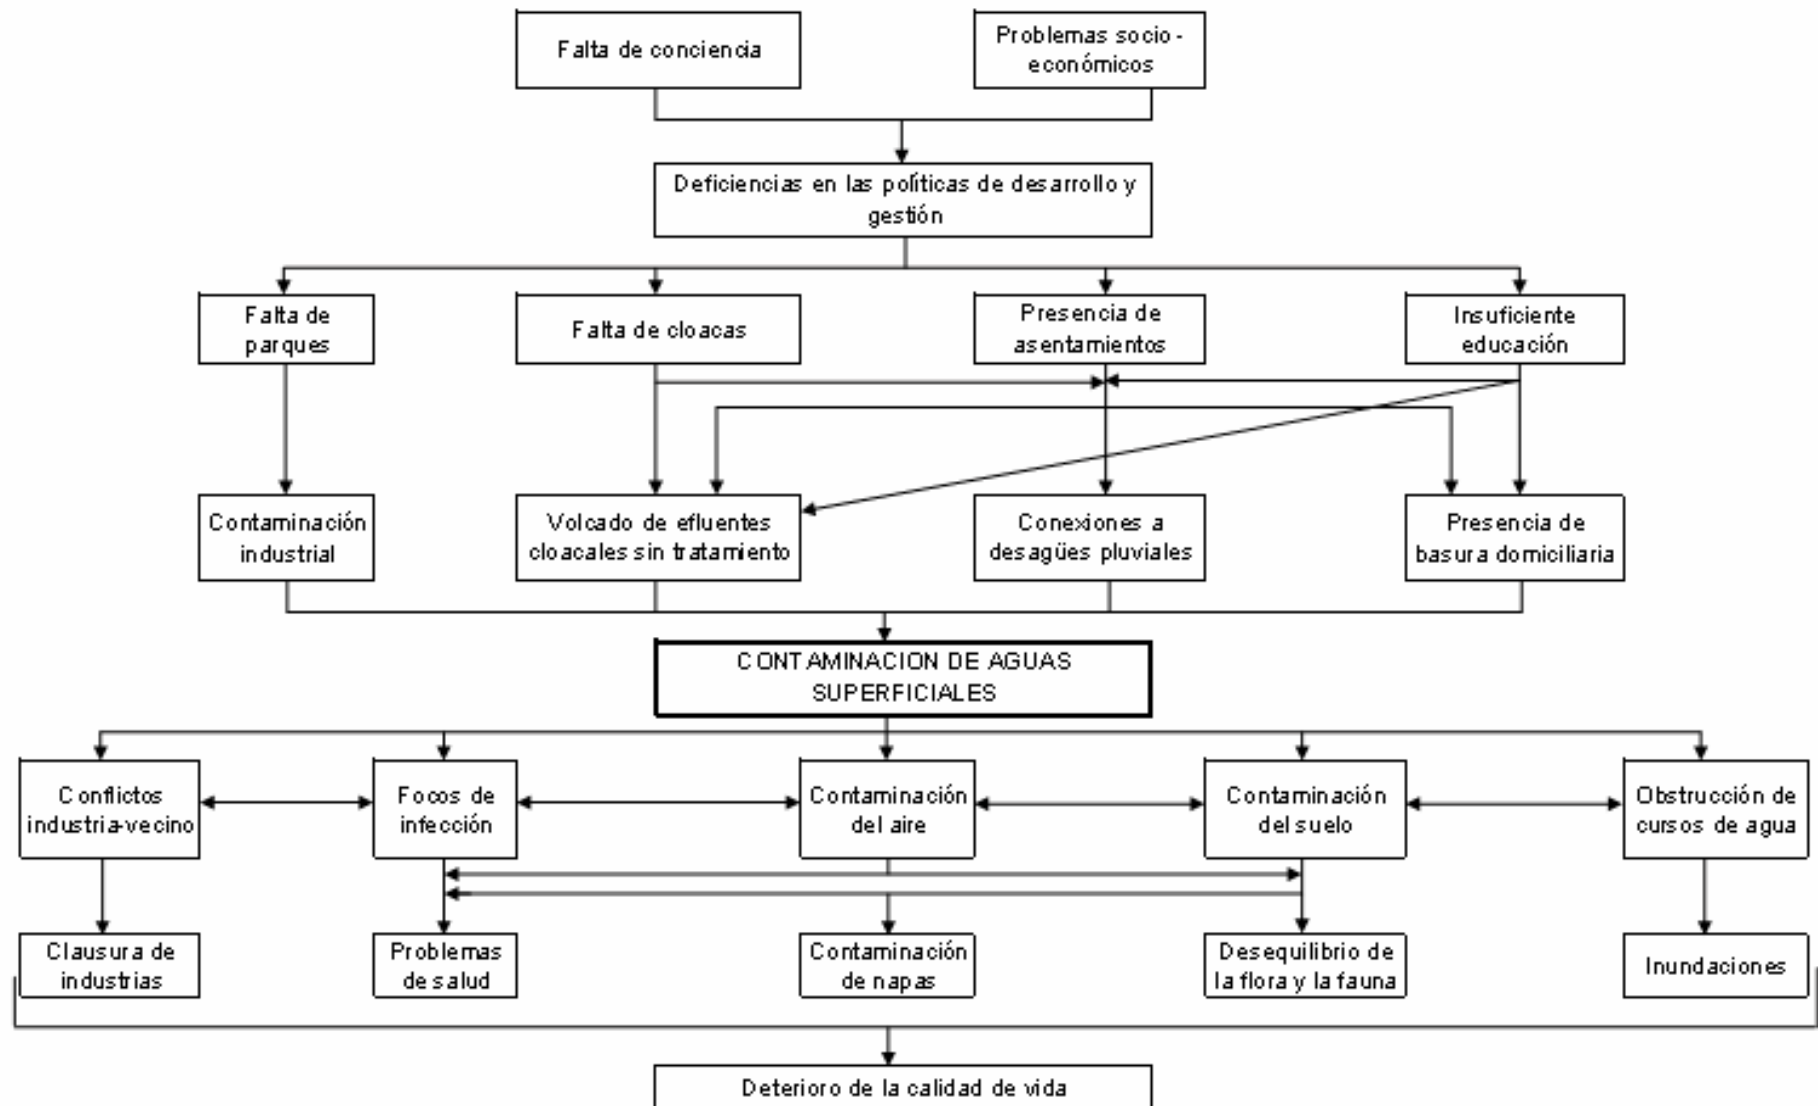 Falta de conciencia
Problemas socio-
económicos
Deficiencias en las políticas de desarrollo y
gestión
Falta de
parques
Falta de cloacas
Presencia de
asentamientos
Insuficiente
educación
Contaminación
industrial
Volcado de efluentes
cloacales sin tratamiento
Conexiones a
desagües pluviales
Presencia de
basura domiciliaria
CONTAMINACION DE AGUAS
SUPERFICIALES
Conflictos
industria-vecino
Focos de
infección
Contaminación
del aire
Contaminación
del suelo
Obstrucción de
cursos de agua
Clausura de
industrias
Problemas
de salud
Contaminación
de napas
Desequilibrio de
la flora y la fauna
Inundaciones
Deterioro de la calidad de vida